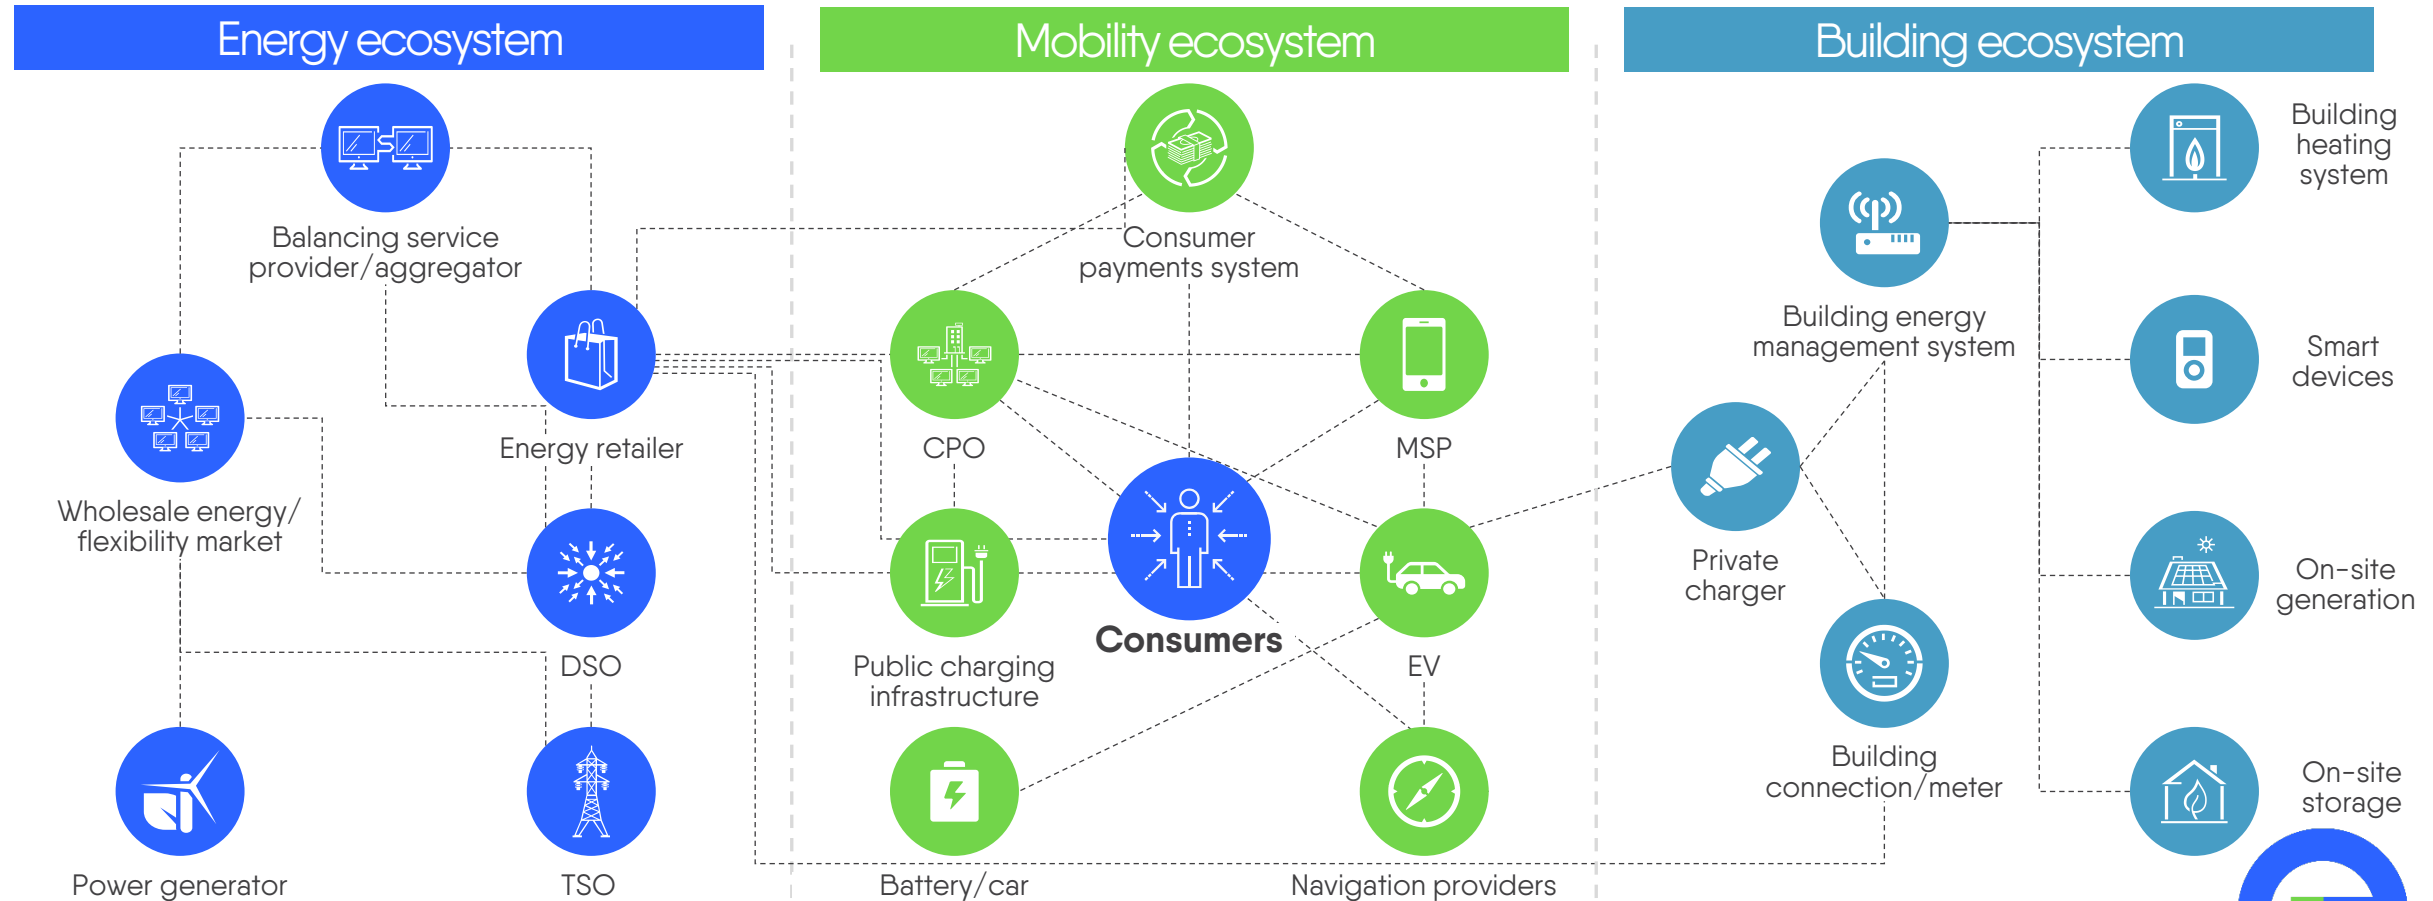 Energy ecosystem
Mobility ecosystem
Building ecosystem
Balancing service
provider/aggregator
Energy retailer
Wholesale energy/
flexibility market
DSO
Power generator
TSO
Consumer
payments system
CPO
MSP
Consumers
Public charging
infrastructure
EV
Battery/car
Navigation providers
Building
heating
system
Building energy
management system
Smart
devices
Private
charger
On-site
generation
Building
connection/meter
On-site
storage